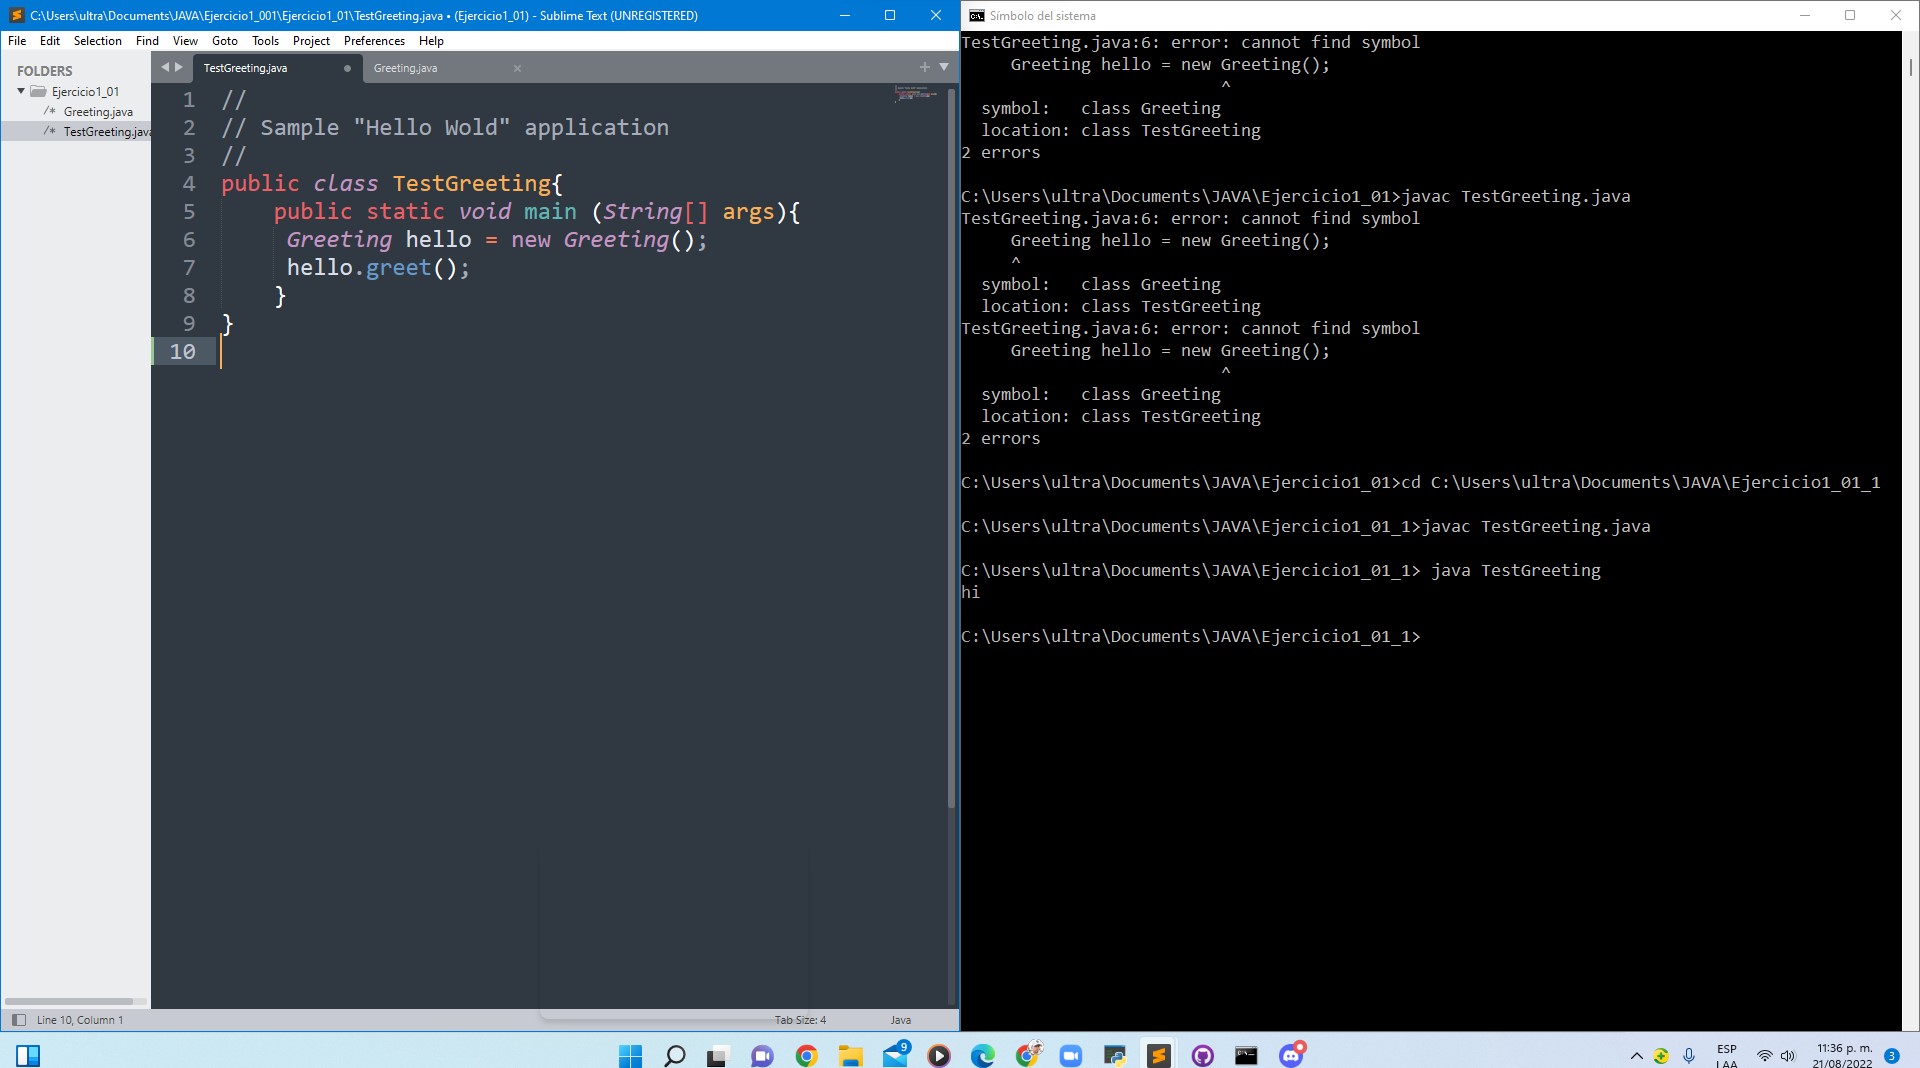 C:\Users\ultra\Documents\JAVA\Ejercicio1_001\Ejercicio1_01\TestGreeting.java • (Ejercicio1_01) - Sublime Text (UNREGISTERED)
File Edit Selection Find View Goto Tools Project Preferences Help
FOLDERS
Ejercicio1_01
/* Greeting.java
/* TestGreeting.java
TestGreeting.java
Greeting.java
1 //
2 // Sample "Hello Wold" application
3 //
4 public class TestGreeting{
5     public static void main (String[] args){
6      Greeting hello = new Greeting();
7      hello.greet();
8     }
9 }
10
Line 10, Column 1
Tab Size: 4
Java
Símbolo del sistema
TestGreeting.java:6: error: cannot find symbol
     Greeting hello = new Greeting();
                          ^
  symbol:   class Greeting
  location: class TestGreeting
2 errors
C:\Users\ultra\Documents\JAVA\Ejercicio1_01>javac TestGreeting.java
TestGreeting.java:6: error: cannot find symbol
     Greeting hello = new Greeting();
     ^
  symbol:   class Greeting
  location: class TestGreeting
TestGreeting.java:6: error: cannot find symbol
     Greeting hello = new Greeting();
                          ^
  symbol:   class Greeting
  location: class TestGreeting
2 errors
C:\Users\ultra\Documents\JAVA\Ejercicio1_01>cd C:\Users\ultra\Documents\JAVA\Ejercicio1_01_1
C:\Users\ultra\Documents\JAVA\Ejercicio1_01_1>javac TestGreeting.java
C:\Users\ultra\Documents\JAVA\Ejercicio1_01_1> java TestGreeting
hi
C:\Users\ultra\Documents\JAVA\Ejercicio1_01_1>
9
ESP
LAA
11:36 p. m.
21/08/2022
3